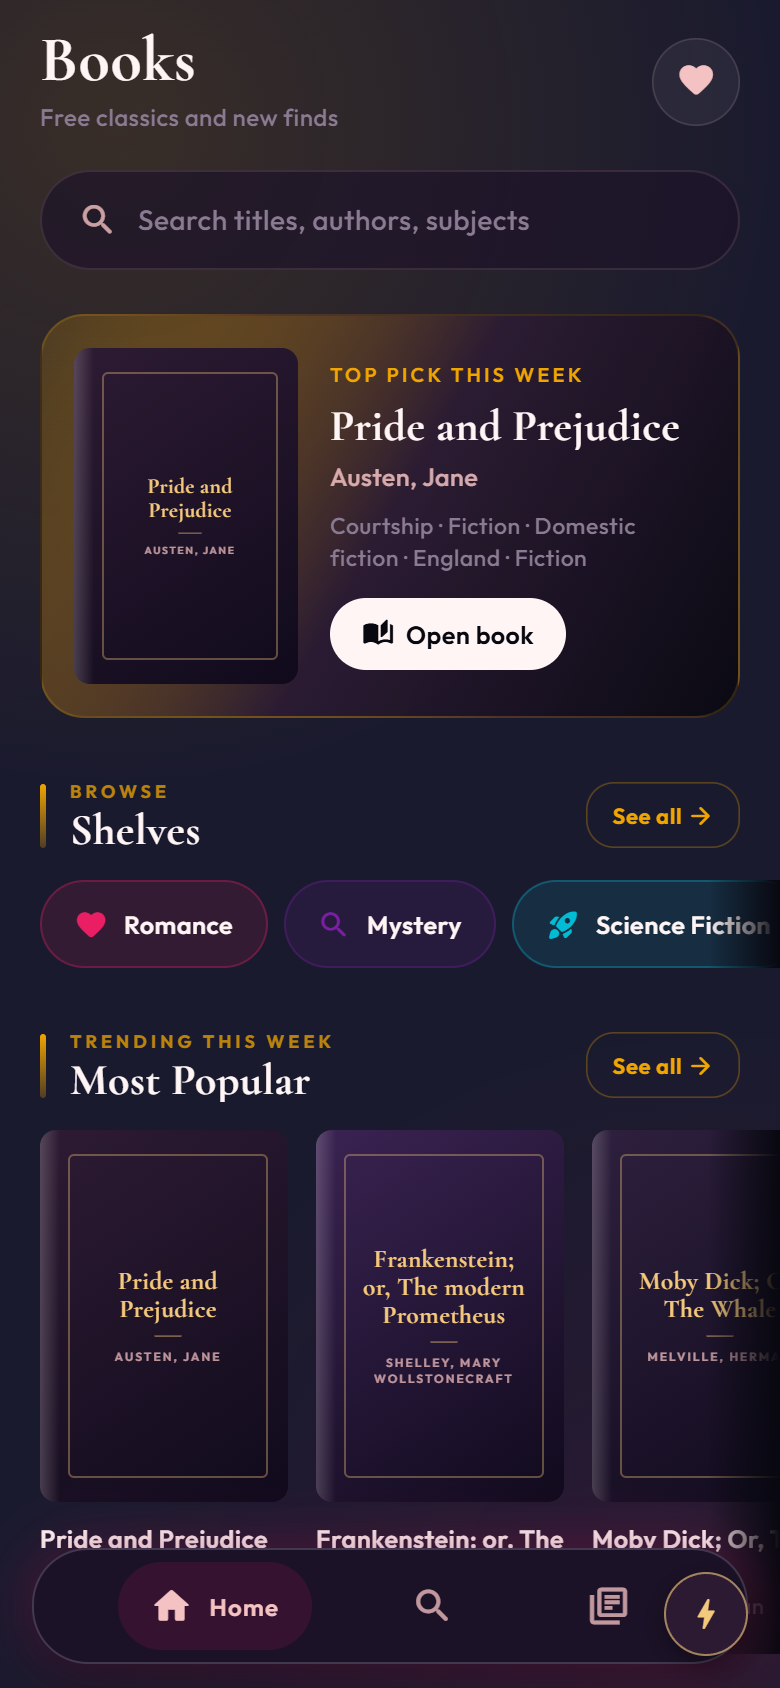 Books
Free classics and new finds
Search titles, authors, subjects
Pride and
Prejudice
AUSTEN, JANE
TOP PICK THIS WEEK
Pride and Prejudice
Austen, Jane
Courtship · Fiction · Domestic
fiction · England · Fiction
Open book
BROWSE
Shelves
See all →
Romance
Mystery
Science Fiction
TRENDING THIS WEEK
Most Popular
See all →
Pride and
Prejudice
AUSTEN, JANE
Frankenstein;
or, The modern
Prometheus
SHELLEY, MARY
WOLLSTONECRAFT
Moby Dick;
The Whale
MELVILLE,
Pride and Prejudice
Frankenstein; or, The
Moby Dick; Or,
Home